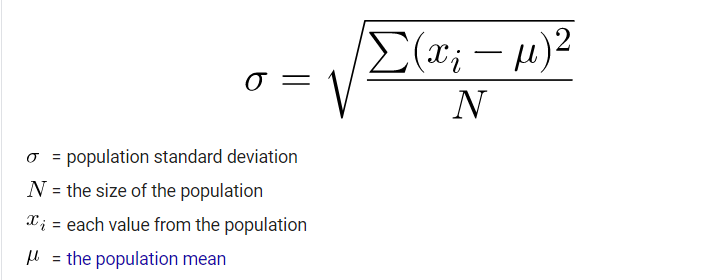 σ = √(∑(xᵢ − μ)² / N)
σ = population standard deviation
N = the size of the population
xᵢ = each value from the population
μ = the population mean